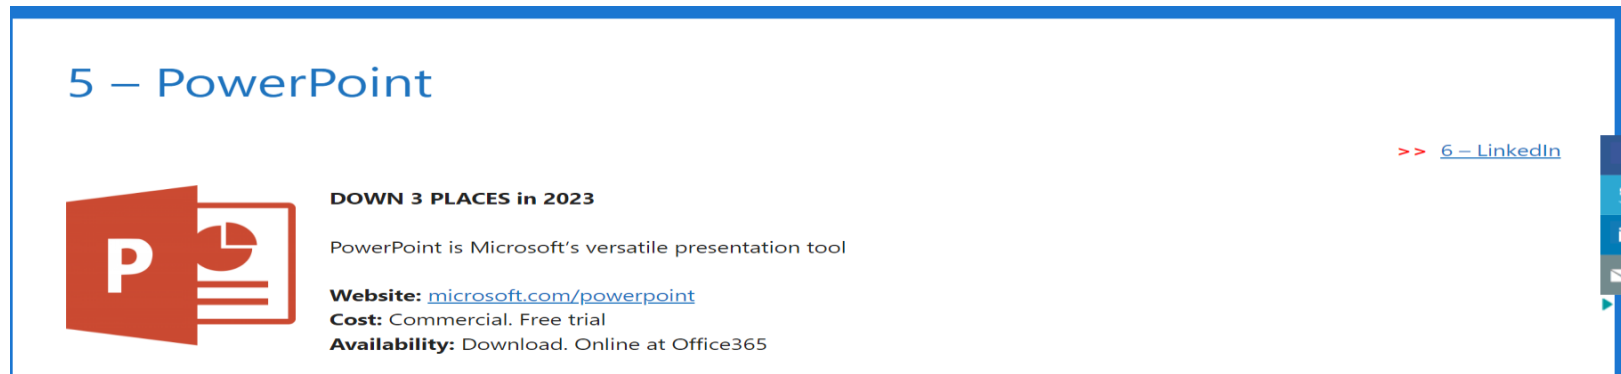 5 – PowerPoint
>> 6 – LinkedIn
DOWN 3 PLACES in 2023
P
PowerPoint is Microsoft’s versatile presentation tool
Website: microsoft.com/powerpoint
Cost: Commercial. Free trial
Availability: Download. Online at Office365